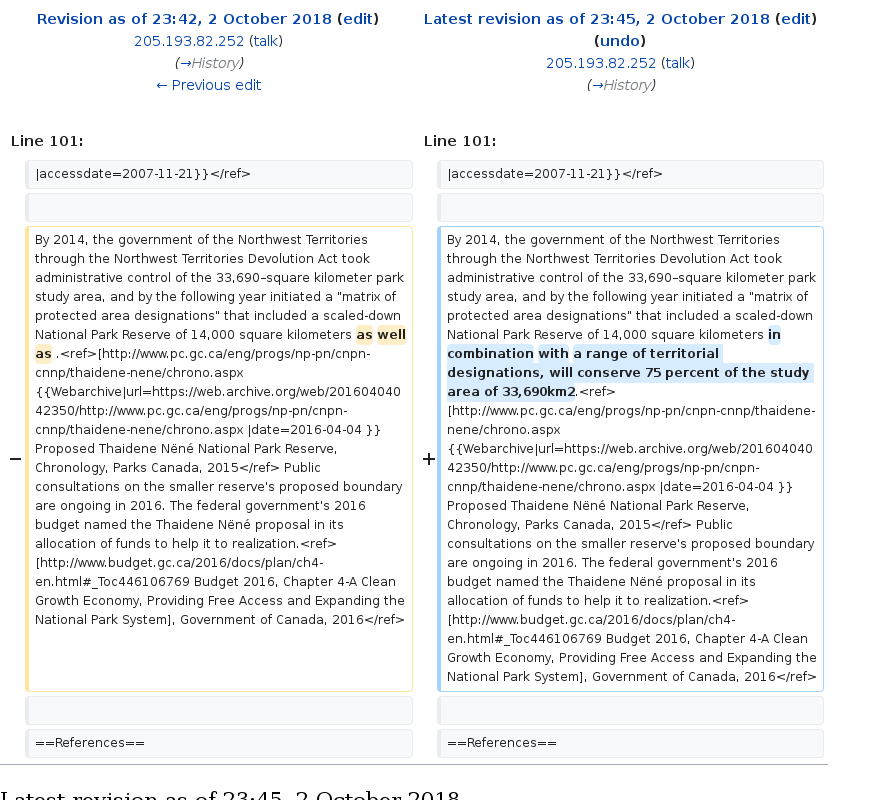 Revision as of 23:42, 2 October 2018 (edit)
205.193.82.252 (talk)
(→History)
← Previous edit
Latest revision as of 23:45, 2 October 2018 (edit)
(undo)
205.193.82.252 (talk)
(→History)
Line 101:
Line 101:
|accessdate=2007-11-21}}</ref>
|accessdate=2007-11-21}}</ref>
−
By 2014, the government of the Northwest Territories
through the Northwest Territories Devolution Act took
administrative control of the 33,690–square kilometer park
study area, and by the following year initiated a "matrix of
protected area designations" that included a scaled-down
National Park Reserve of 14,000 square kilometers as well
as .<ref>[http://www.pc.gc.ca/eng/progs/np-pn/cnpn-
cnnp/thaidene-nene/chrono.aspx
{{Webarchive|url=https://web.archive.org/web/201604040
42350/http://www.pc.gc.ca/eng/progs/np-pn/cnpn-
cnnp/thaidene-nene/chrono.aspx |date=2016-04-04 }}
Proposed Thaidene Nëné National Park Reserve,
Chronology, Parks Canada, 2015</ref> Public
consultations on the smaller reserve's proposed boundary
are ongoing in 2016. The federal government's 2016
budget named the Thaidene Nëné proposal in its
allocation of funds to help it to realization.<ref>
[http://www.budget.gc.ca/2016/docs/plan/ch4-
en.html#_Toc446106769 Budget 2016, Chapter 4-A Clean
Growth Economy, Providing Free Access and Expanding the
National Park System], Government of Canada, 2016</ref>
+
By 2014, the government of the Northwest Territories
through the Northwest Territories Devolution Act took
administrative control of the 33,690–square kilometer park
study area, and by the following year initiated a "matrix of
protected area designations" that included a scaled-down
National Park Reserve of 14,000 square kilometers in
combination with a range of territorial
designations, will conserve 75 percent of the study
area of 33,690km2.<ref>
[http://www.pc.gc.ca/eng/progs/np-pn/cnpn-cnnp/thaidene-
nene/chrono.aspx
{{Webarchive|url=https://web.archive.org/web/201604040
42350/http://www.pc.gc.ca/eng/progs/np-pn/cnpn-
cnnp/thaidene-nene/chrono.aspx |date=2016-04-04 }}
Proposed Thaidene Nëné National Park Reserve,
Chronology, Parks Canada, 2015</ref> Public
consultations on the smaller reserve's proposed boundary
are ongoing in 2016. The federal government's 2016
budget named the Thaidene Nëné proposal in its
allocation of funds to help it to realization.<ref>
[http://www.budget.gc.ca/2016/docs/plan/ch4-
en.html#_Toc446106769 Budget 2016, Chapter 4-A Clean
Growth Economy, Providing Free Access and Expanding the
National Park System], Government of Canada, 2016</ref>
==References==
==References==
Latest revision as of 23:45, 2 October 2018